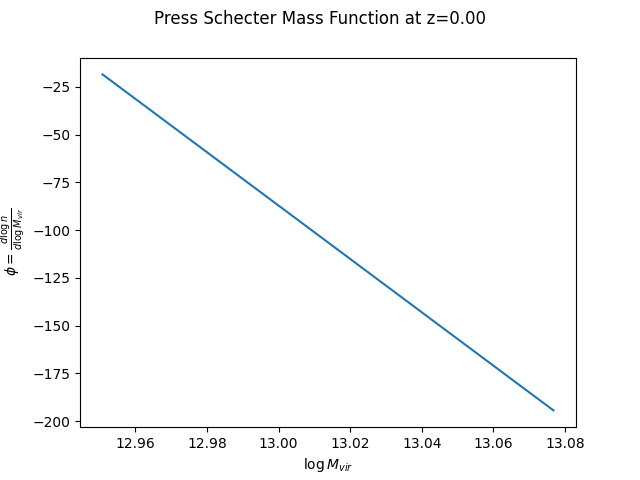 Press Schecter Mass Function at z=0.00
ϕ = d log n / d log M_vir
−25
−50
−75
−100
−125
−150
−175
−200
12.96 12.98 13.00 13.02 13.04 13.06 13.08
log M_vir